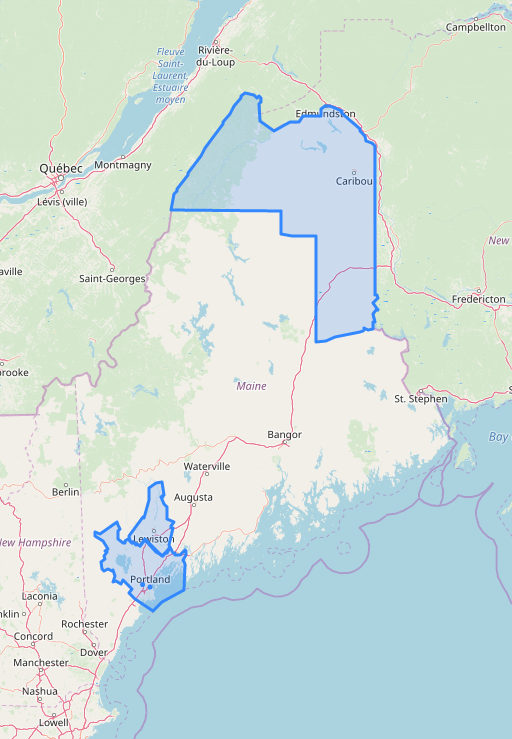 Campbellton
Rivière-
du-Loup
Fleuve
Saint-
Laurent,
Estuaire
moyen
Edmundston
Québec
Montmagny
Caribou
Lévis (ville)
New
aville
Saint-Georges
Fredericton
brooke
Maine
St. Stephen
Bangor
Bay
Waterville
Berlin
Augusta
Lewiston
New Hampshire
Portland
Laconia
nklin
Rochester
Concord
Dover
Manchester
Nashua
Lowell